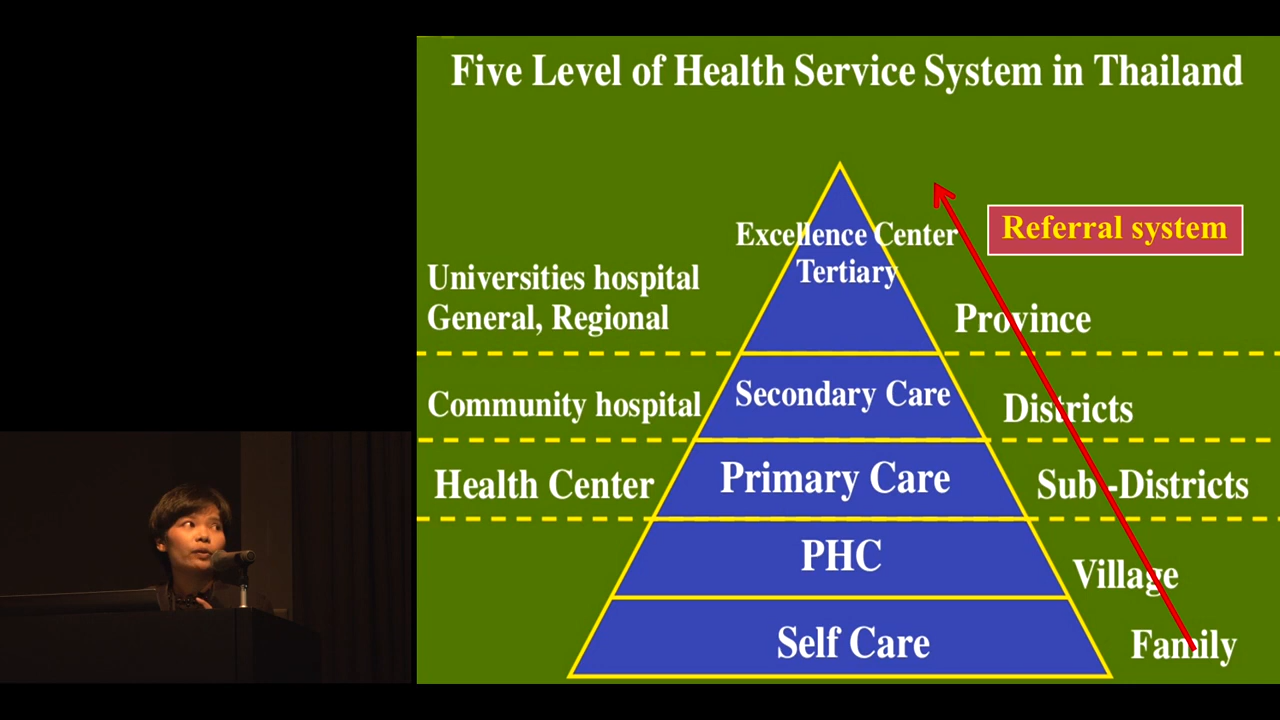 Five Level of Health Service System in Thailand
Referral system
Excellence Center
Tertiary
Universities hospital
General, Regional
Province
Community hospital
Secondary Care
Districts
Health Center
Primary Care
Sub -Districts
PHC
Village
Self Care
Family